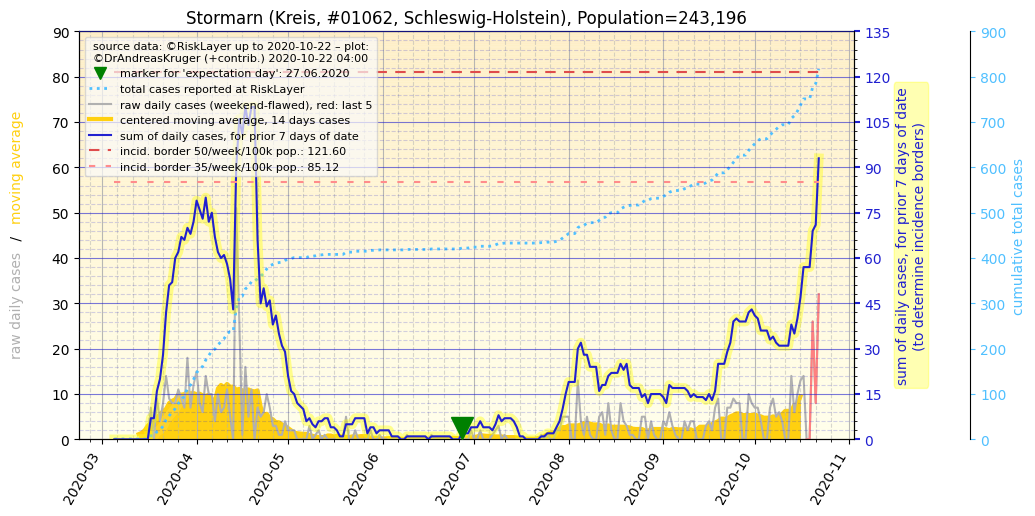 Stormarn (Kreis, #01062, Schleswig-Holstein), Population=243,196
source data: ©RiskLayer up to 2020-10-22 – plot:
©DrAndreasKruger (+contrib.) 2020-10-22 04:00
marker for 'expectation day': 27.06.2020
total cases reported at RiskLayer
raw daily cases (weekend-flawed), red: last 5
centered moving average, 14 days cases
sum of daily cases, for prior 7 days of date
incid. border 50/week/100k pop.: 121.60
incid. border 35/week/100k pop.: 85.12
raw daily cases / moving average
90
80
70
60
50
40
30
20
10
0
2020-03
2020-04
2020-05
2020-06
2020-07
2020-08
2020-09
2020-10
2020-11
135
120
105
90
75
60
45
30
15
0
sum of daily cases, for prior 7 days of date
(to determine incidence borders)
900
800
700
600
500
400
300
200
100
0
cumulative total cases